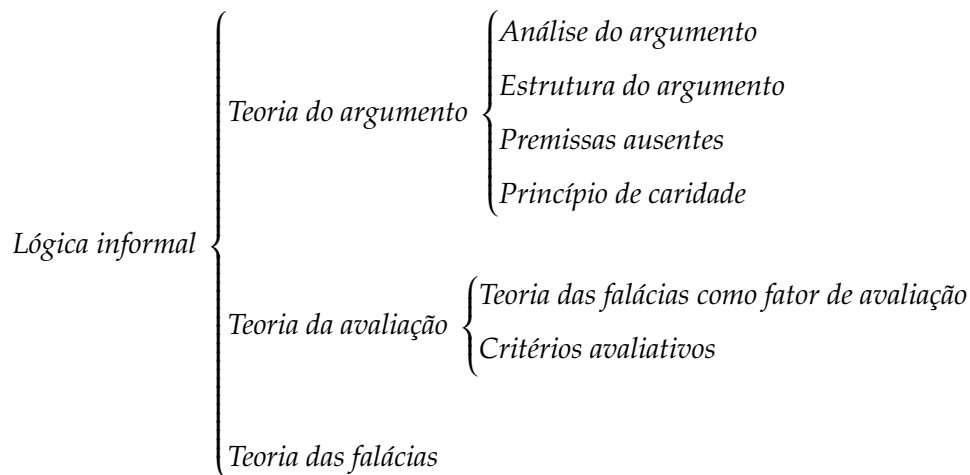 Análise do argumento
Estrutura do argumento
Teoria do argumento
Premissas ausentes
Princípio de caridade
Lógica informal
Teoria das falácias como fator de avaliação
Teoria da avaliação
Critérios avaliativos
Teoria das falácias